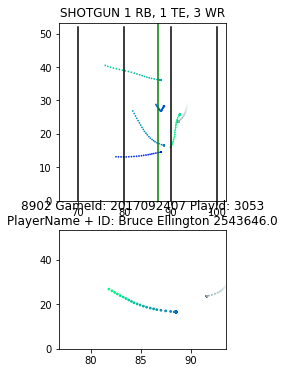 SHOTGUN 1 RB, 1 TE, 3 WR
50
40
30
20
10
0
70 80 90 100
8902 GameId: 2017092407 PlayId: 3053
PlayerName + ID: Bruce Ellington 2543646.0
40
20
0
80 85 90